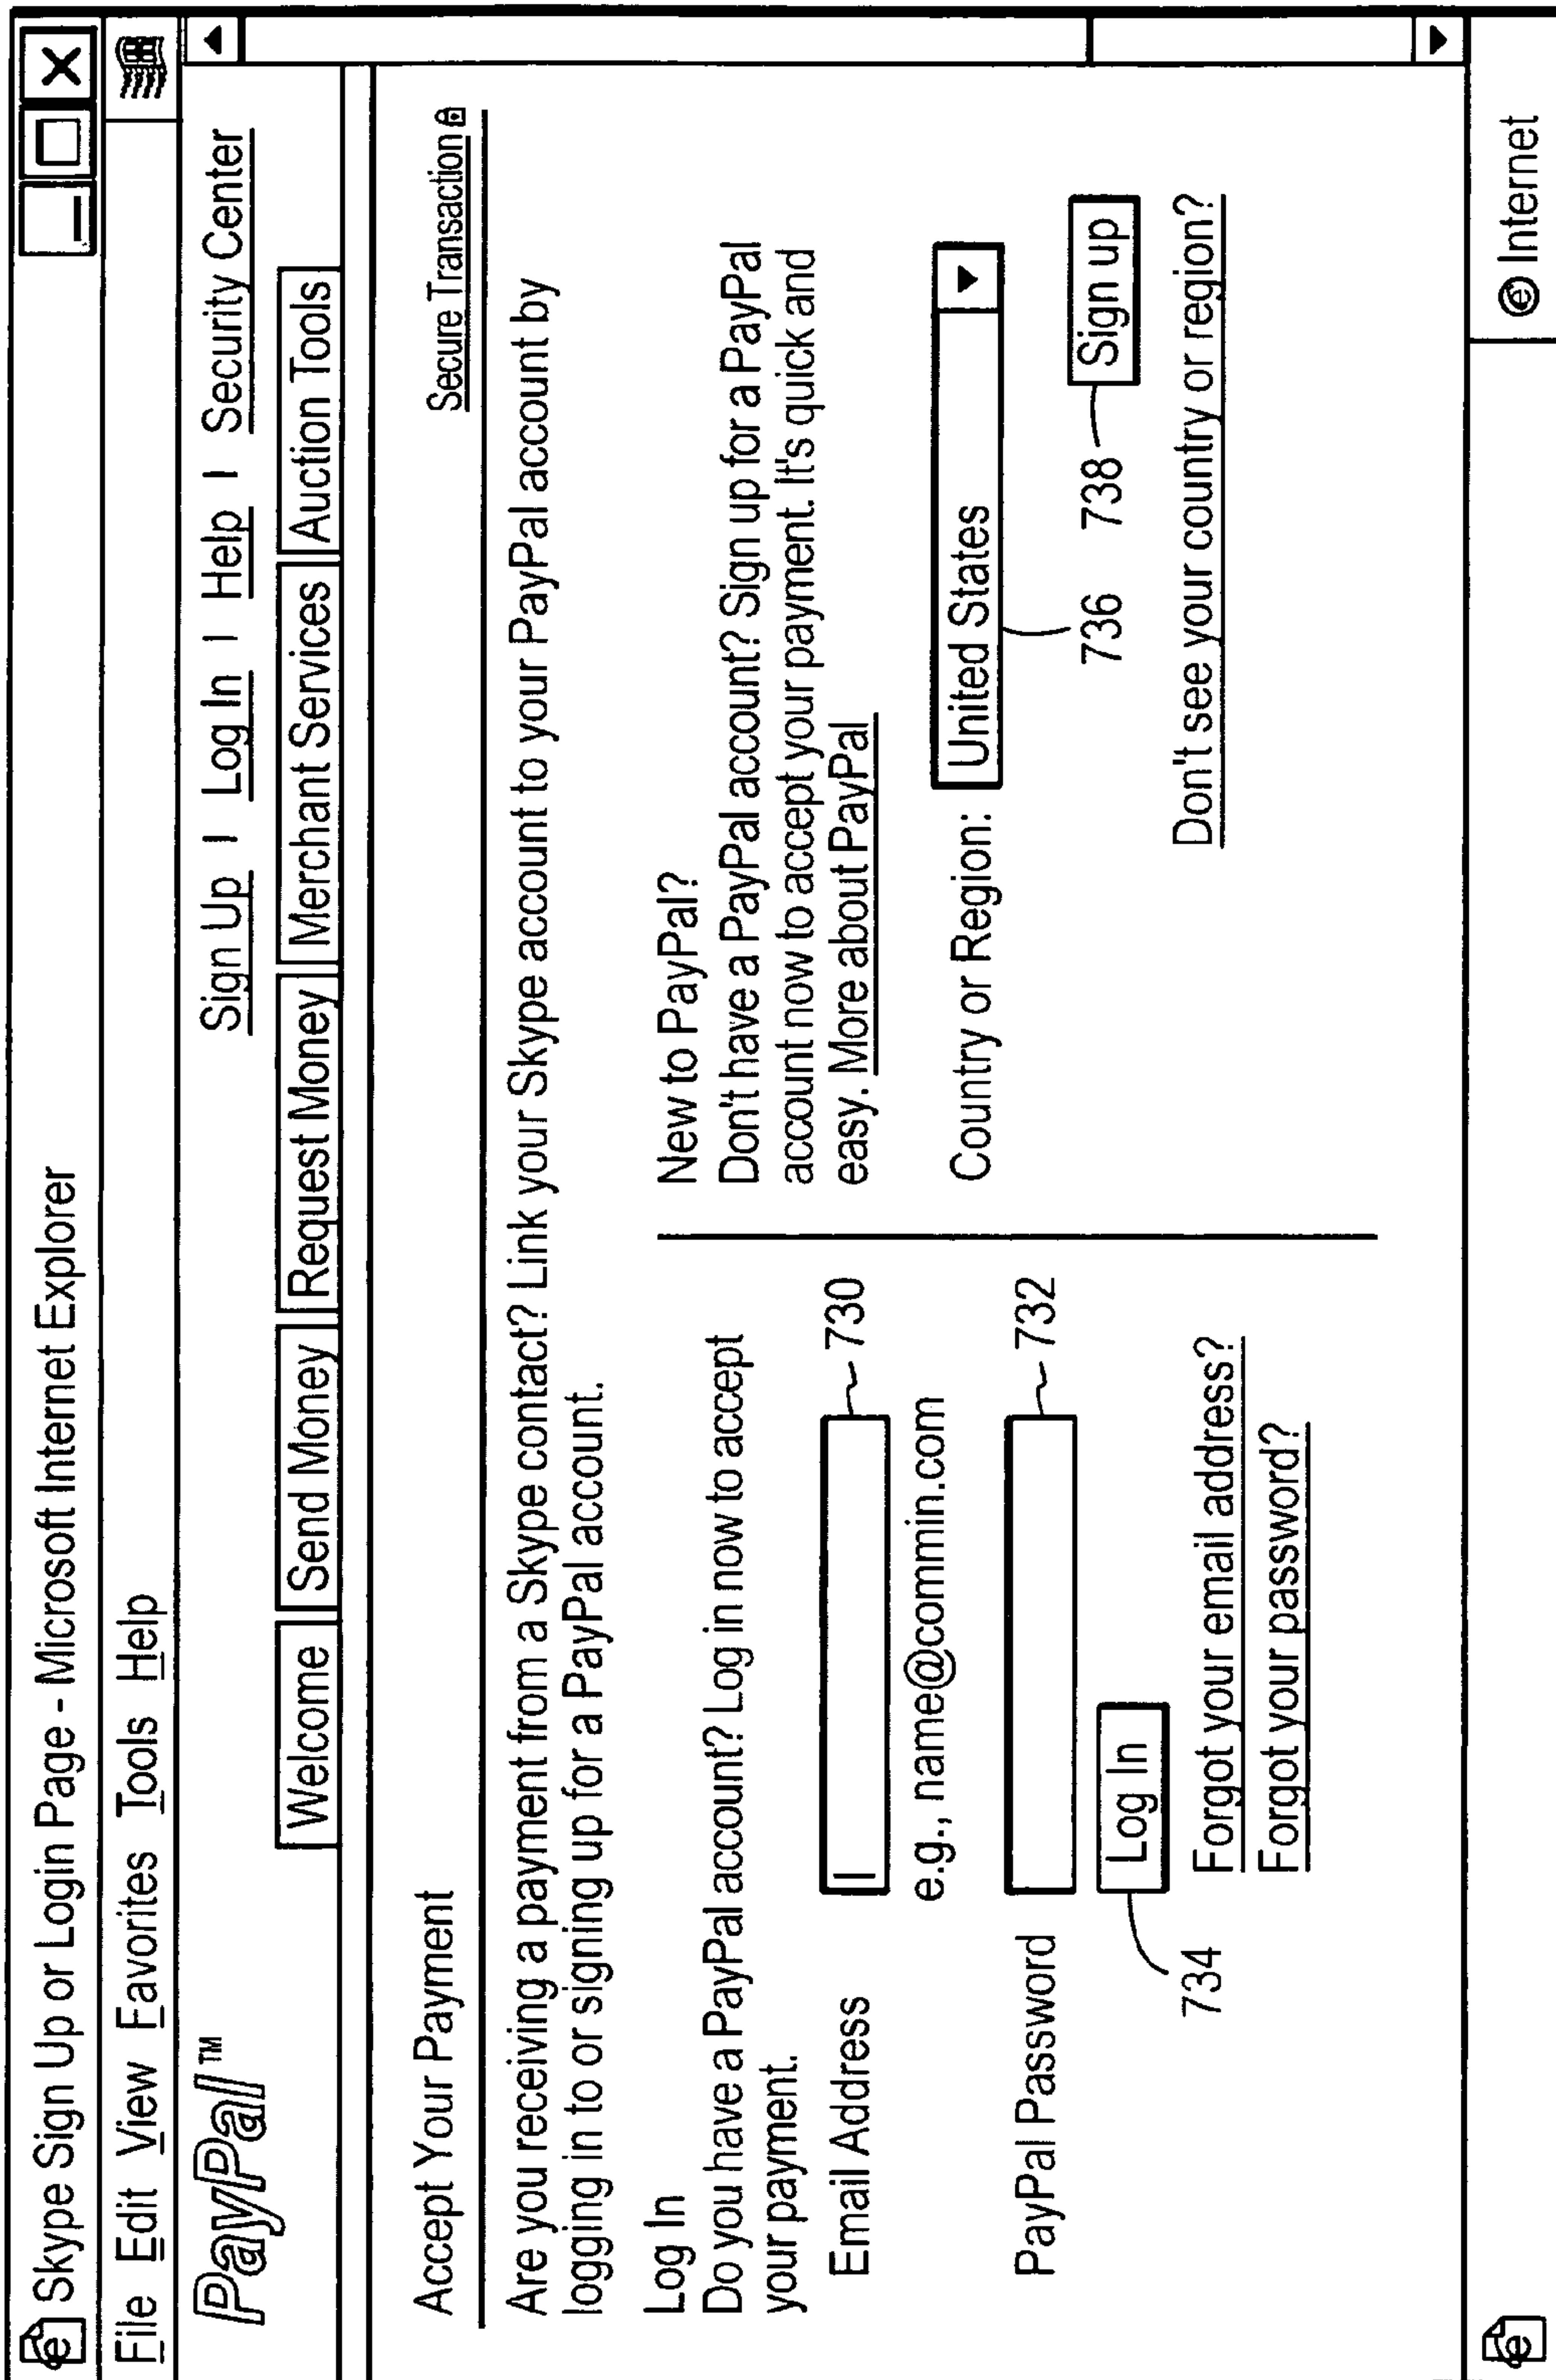 Skype Sign Up or Login Page - Microsoft Internet Explorer
File Edit View Favorites Tools Help
PayPal™
Sign Up | Log In | Help | Security Center
Welcome Send Money Request Money Merchant Services Auction Tools
Accept Your Payment
Secure Transaction
Are you receiving a payment from a Skype contact? Link your Skype account to your PayPal account by
logging in to or signing up for a PayPal account.
Log In
Do you have a PayPal account? Log in now to accept
your payment.
Email Address
730
e.g., name@commin.com
PayPal Password
732
Log In
734
Forgot your email address?
Forgot your password?
New to PayPal?
Don't have a PayPal account? Sign up for a PayPal
account now to accept your payment. It's quick and
easy. More about PayPal
Country or Region: United States
736
738
Sign up
Don't see your country or region?
Internet